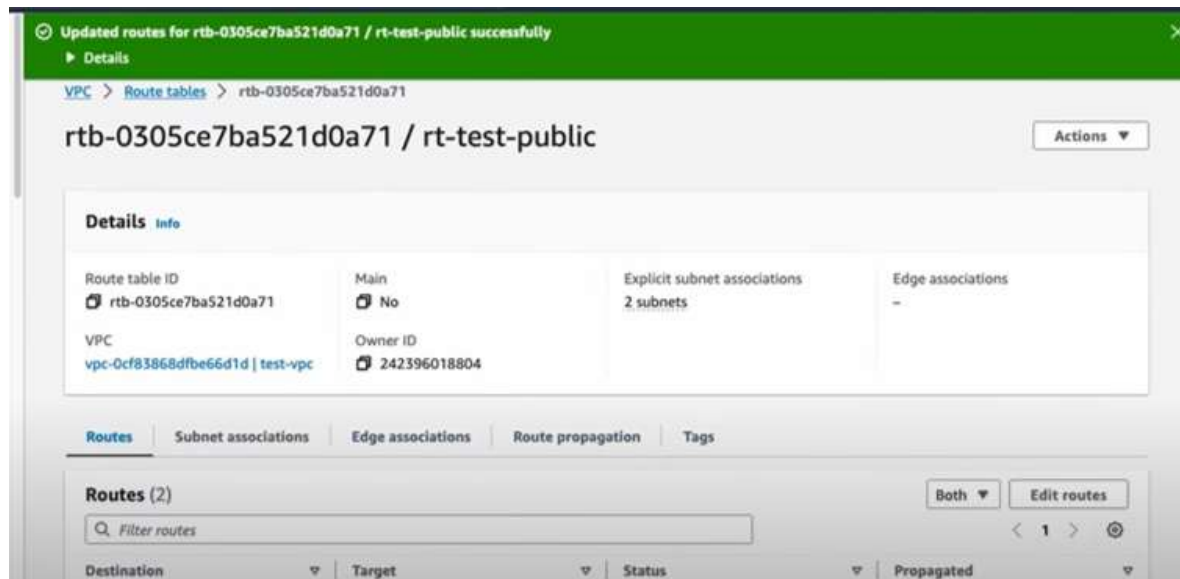 Updated routes for rtb-0305ce7ba521d0a71 / rt-test-public successfully
Details
VPC > Route tables > rtb-0305ce7ba521d0a71
rtb-0305ce7ba521d0a71 / rt-test-public
Actions
Details Info
Route table ID
rtb-0305ce7ba521d0a71
Main
No
Explicit subnet associations
2 subnets
Edge associations
–
VPC
vpc-0cf83868dfbe66d1d | test-vpc
Owner ID
242396018804
Routes Subnet associations Edge associations Route propagation Tags
Routes (2)
Both Edit routes
Filter routes
< 1 >
Destination Target Status Propagated